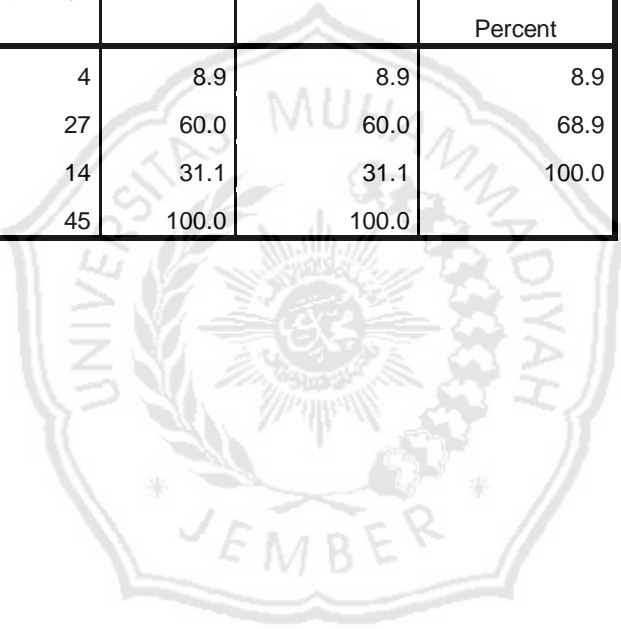 Percent
4 8.9 8.9 8.9
27 60.0 60.0 68.9
14 31.1 31.1 100.0
45 100.0 100.0
UNIVERSITAS MUHAMMADIYAH
JEMBER